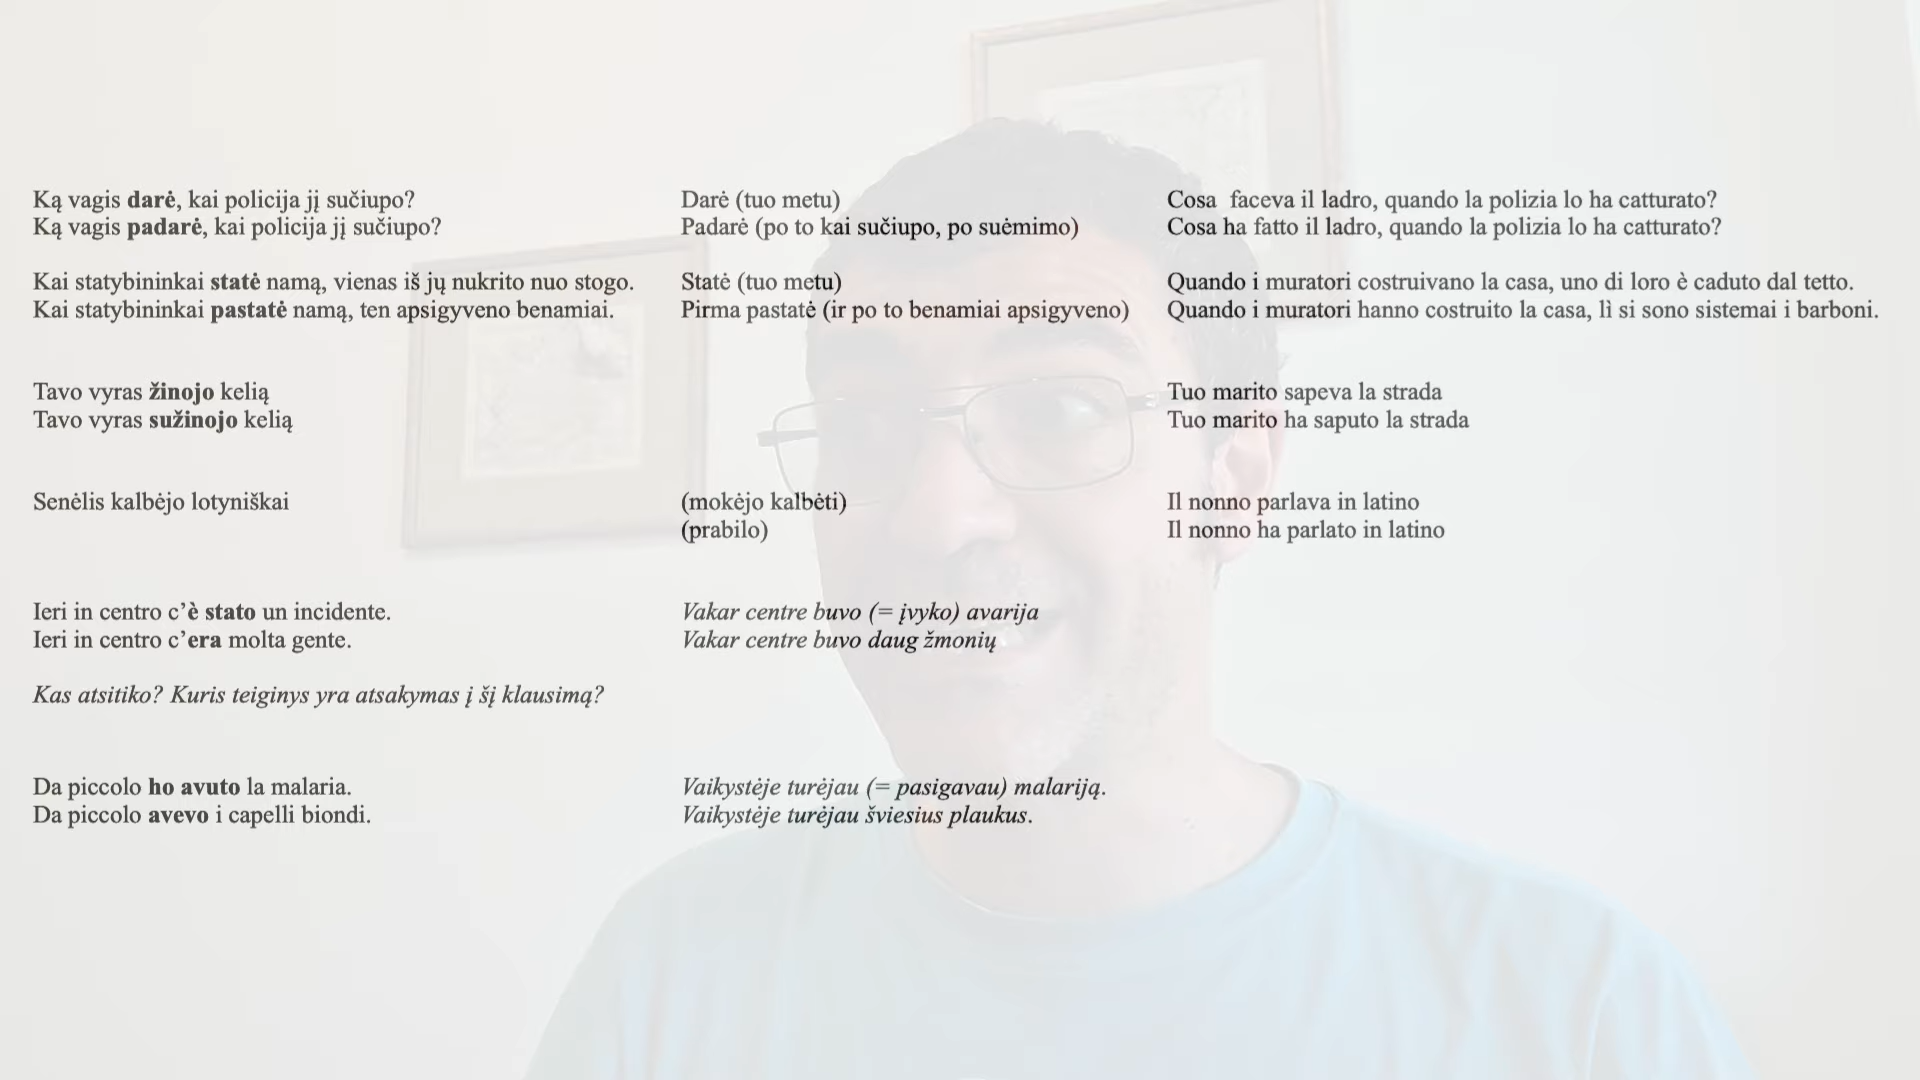 Ką vagis darė, kai policija jį sučiupo?
Darė (tuo metu)
Cosa  faceva il ladro, quando la polizia lo ha catturato?
Ką vagis padarė, kai policija jį sučiupo?
Padarė (po to kai sučiupo, po suėmimo)
Cosa ha fatto il ladro, quando la polizia lo ha catturato?
Kai statybininkai statė namą, vienas iš jų nukrito nuo stogo.
Statė (tuo metu)
Quando i muratori costruivano la casa, uno di loro è caduto dal tetto.
Kai statybininkai pastatė namą, ten apsigyveno benamiai.
Pirma pastatė (ir po to benamiai apsigyveno)
Quando i muratori hanno costruito la casa, lì si sono sistemai i barboni.
Tavo vyras žinojo kelią
Tuo marito sapeva la strada
Tavo vyras sužinojo kelią
Tuo marito ha saputo la strada
Senėlis kalbėjo lotyniškai
(mokėjo kalbėti)
Il nonno parlava in latino
(prabilo)
Il nonno ha parlato in latino
Ieri in centro c’è stato un incidente.
Vakar centre buvo (= įvyko) avarija
Ieri in centro c’era molta gente.
Vakar centre buvo daug žmonių
Kas atsitiko? Kuris teiginys yra atsakymas į šį klausimą?
Da piccolo ho avuto la malaria.
Vaikystėje turėjau (= pasigavau) malariją.
Da piccolo avevo i capelli biondi.
Vaikystėje turėjau šviesius plaukus.